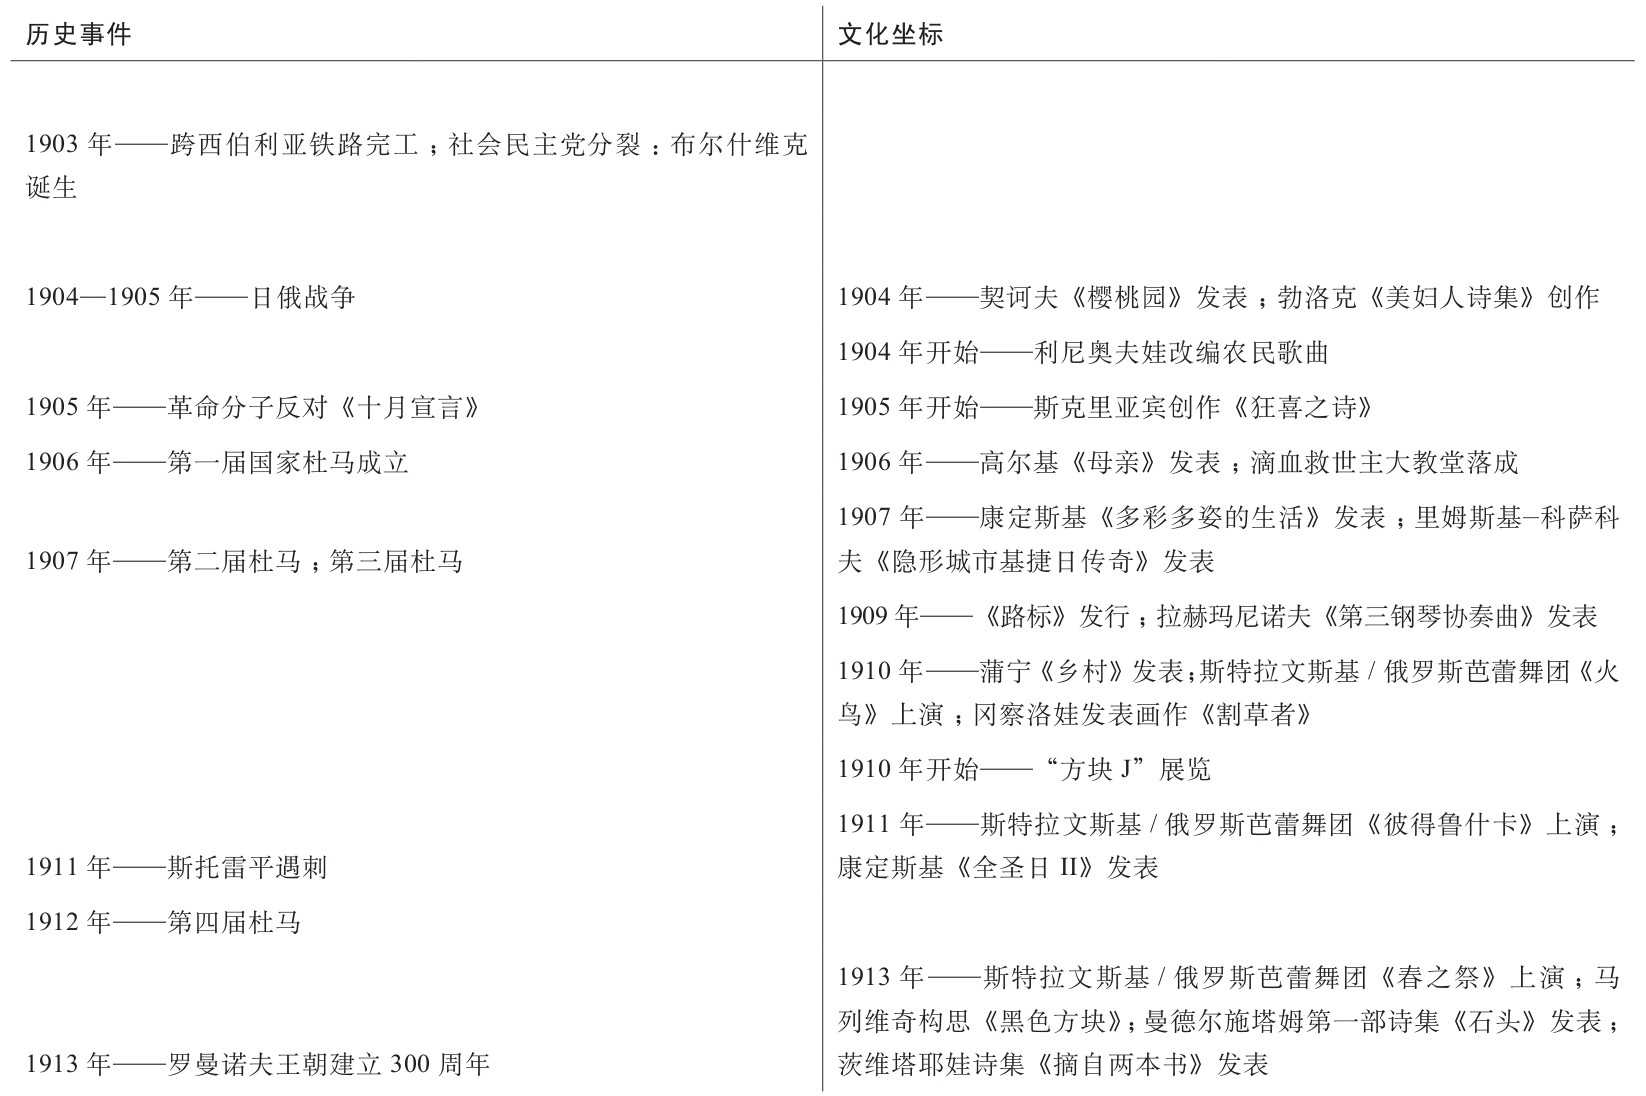 历史事件
文化坐标
1903 年——跨西伯利亚铁路完工；社会民主党分裂：布尔什维克
诞生
1904—1905 年——日俄战争
1904 年——契诃夫《樱桃园》发表；勃洛克《美妇人诗集》创作
1904 年开始——利尼奥夫娃改编农民歌曲
1905 年——革命分子反对《十月宣言》
1905 年开始——斯克里亚宾创作《狂喜之诗》
1906 年——第一届国家杜马成立
1906 年——高尔基《母亲》发表；滴血救世主大教堂落成
1907 年——康定斯基《多彩多姿的生活》发表；里姆斯基–科萨科
1907 年——第二届杜马；第三届杜马
夫《隐形城市基捷日传奇》发表
1909 年——《路标》发行；拉赫玛尼诺夫《第三钢琴协奏曲》发表
1910 年——蒲宁《乡村》发表；斯特拉文斯基 / 俄罗斯芭蕾舞团《火
鸟》上演；冈察洛娃发表画作《割草者》
1910 年开始——“方块 J”展览
1911 年——斯特拉文斯基 / 俄罗斯芭蕾舞团《彼得鲁什卡》上演；
1911 年——斯托雷平遇刺
康定斯基《全圣日 II》发表
1912 年——第四届杜马
1913 年——斯特拉文斯基 / 俄罗斯芭蕾舞团《春之祭》上演；马
列维奇构思《黑色方块》；曼德尔施塔姆第一部诗集《石头》发表；
1913 年——罗曼诺夫王朝建立 300 周年
茨维塔耶娃诗集《摘自两本书》发表